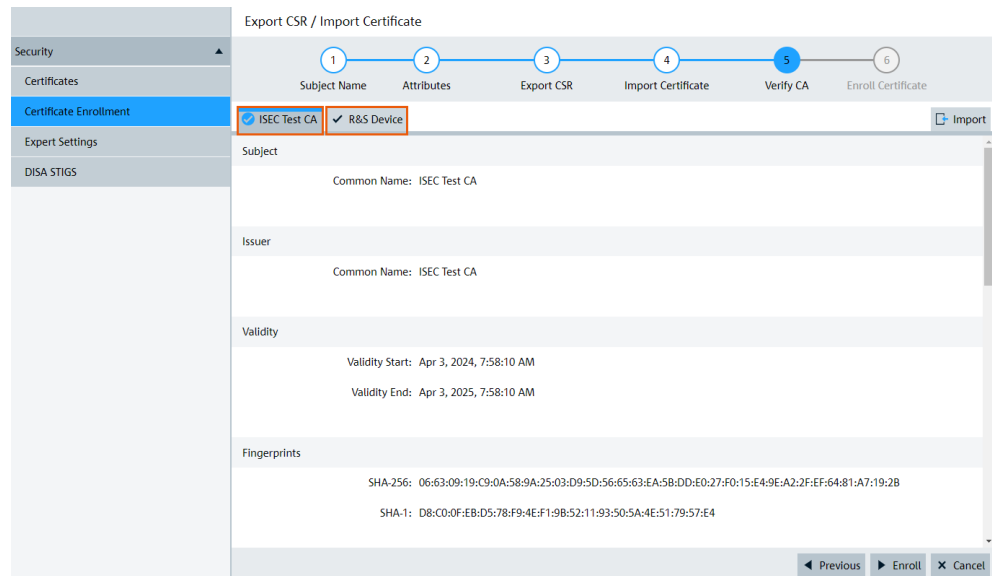 Export CSR / Import Certificate
Security
Certificates
Certificate Enrollment
Expert Settings
DISA STIGS
1 2 3 4 5 6
Subject Name Attributes Export CSR Import Certificate Verify CA Enroll Certificate
ISEC Test CA R&S Device Import
Subject
Common Name: ISEC Test CA
Issuer
Common Name: ISEC Test CA
Validity
Validity Start: Apr 3, 2024, 7:58:10 AM
Validity End: Apr 3, 2025, 7:58:10 AM
Fingerprints
SHA-256: 06:63:09:19:C9:0A:58:9A:25:03:D9:5D:56:65:63:EA:5B:DD:E0:27:F0:15:E4:9E:A2:2F:EF:64:81:A7:19:2B
SHA-1: D8:C0:0F:EB:D5:78:F9:4E:F1:9B:52:11:93:50:5A:4E:51:79:57:E4
Previous Enroll Cancel